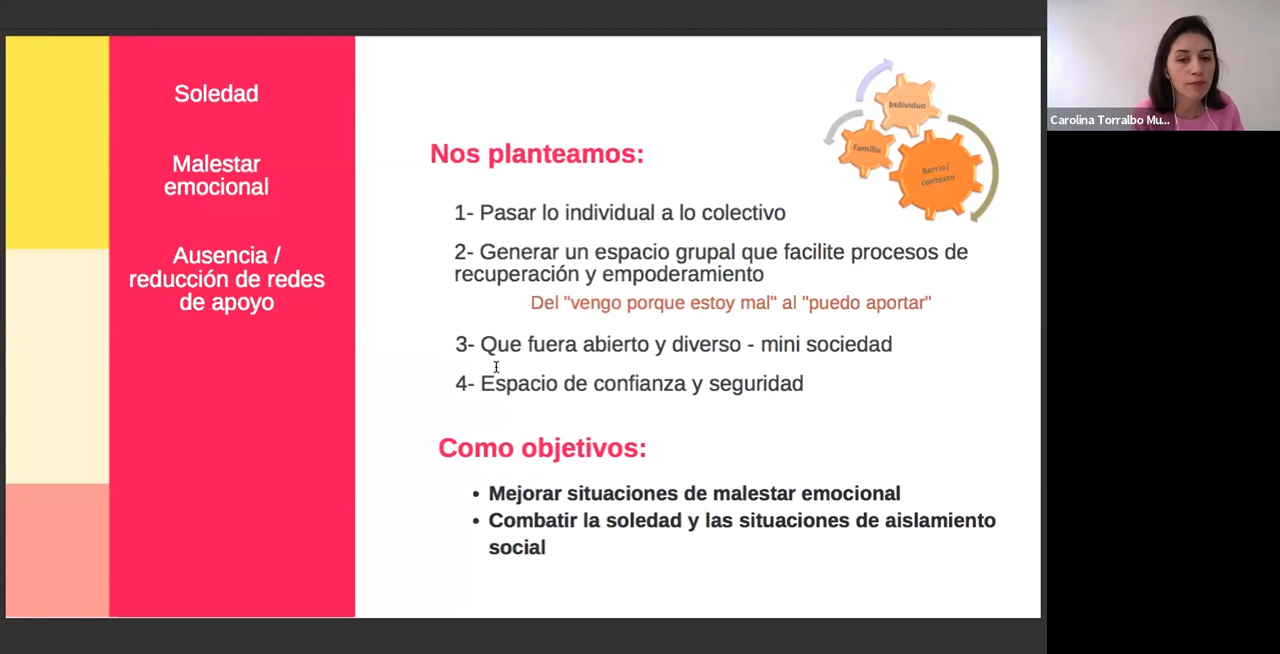 Soledad
Malestar
emocional
Ausencia /
reducción de redes
de apoyo
Nos planteamos:
1- Pasar lo individual a lo colectivo
2- Generar un espacio grupal que facilite procesos de
recuperación y empoderamiento
Del "vengo porque estoy mal" al "puedo aportar"
3- Que fuera abierto y diverso - mini sociedad
4- Espacio de confianza y seguridad
Como objetivos:
• Mejorar situaciones de malestar emocional
• Combatir la soledad y las situaciones de aislamiento
social
Individuo
Familia
Barrio/
contexto
Carolina Torralbo Mu...